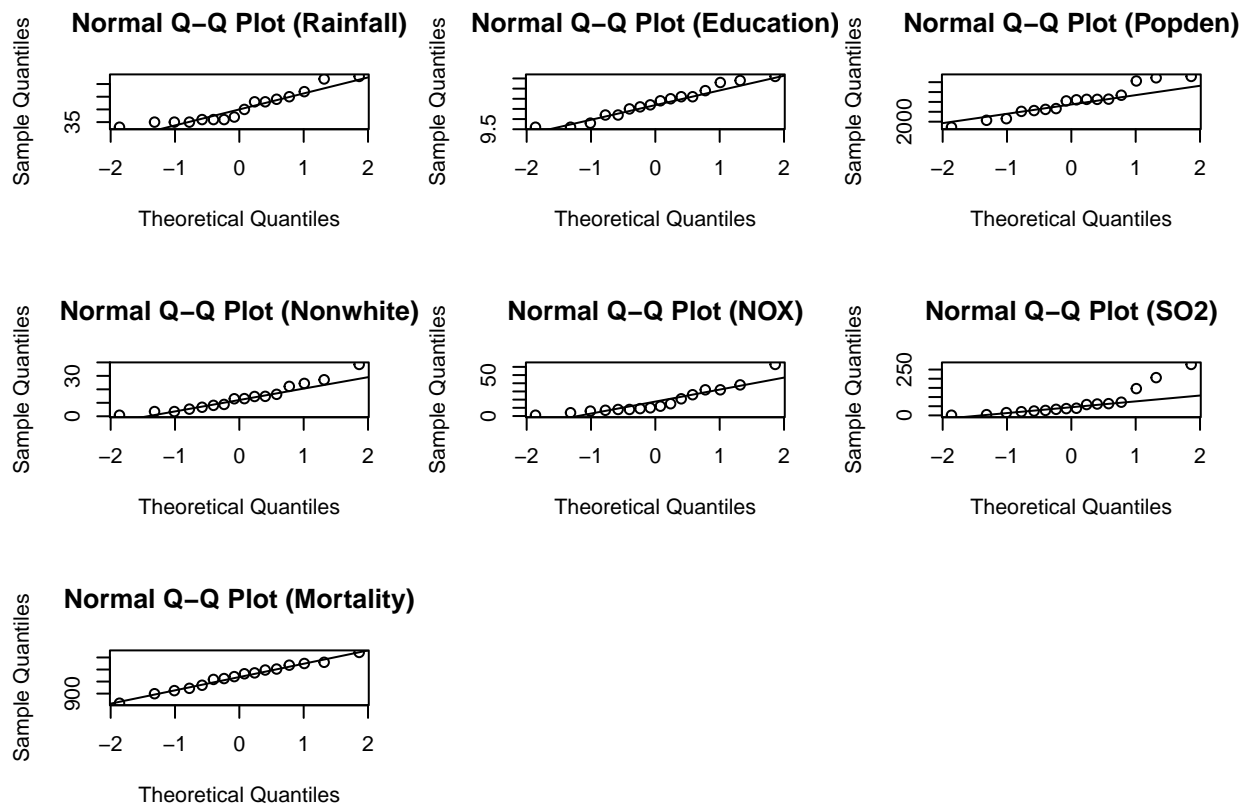 Normal Q−Q Plot (Rainfall)
Sample Quantiles
35
−2 −1 0 1 2
Theoretical Quantiles
Normal Q−Q Plot (Education)
Sample Quantiles
9.5
−2 −1 0 1 2
Theoretical Quantiles
Normal Q−Q Plot (Popden)
Sample Quantiles
2000
−2 −1 0 1 2
Theoretical Quantiles
Normal Q−Q Plot (Nonwhite)
Sample Quantiles
30
0
−2 −1 0 1 2
Theoretical Quantiles
Normal Q−Q Plot (NOX)
Sample Quantiles
50
0
−2 −1 0 1 2
Theoretical Quantiles
Normal Q−Q Plot (SO2)
Sample Quantiles
250
0
−2 −1 0 1 2
Theoretical Quantiles
Normal Q−Q Plot (Mortality)
Sample Quantiles
900
−2 −1 0 1 2
Theoretical Quantiles